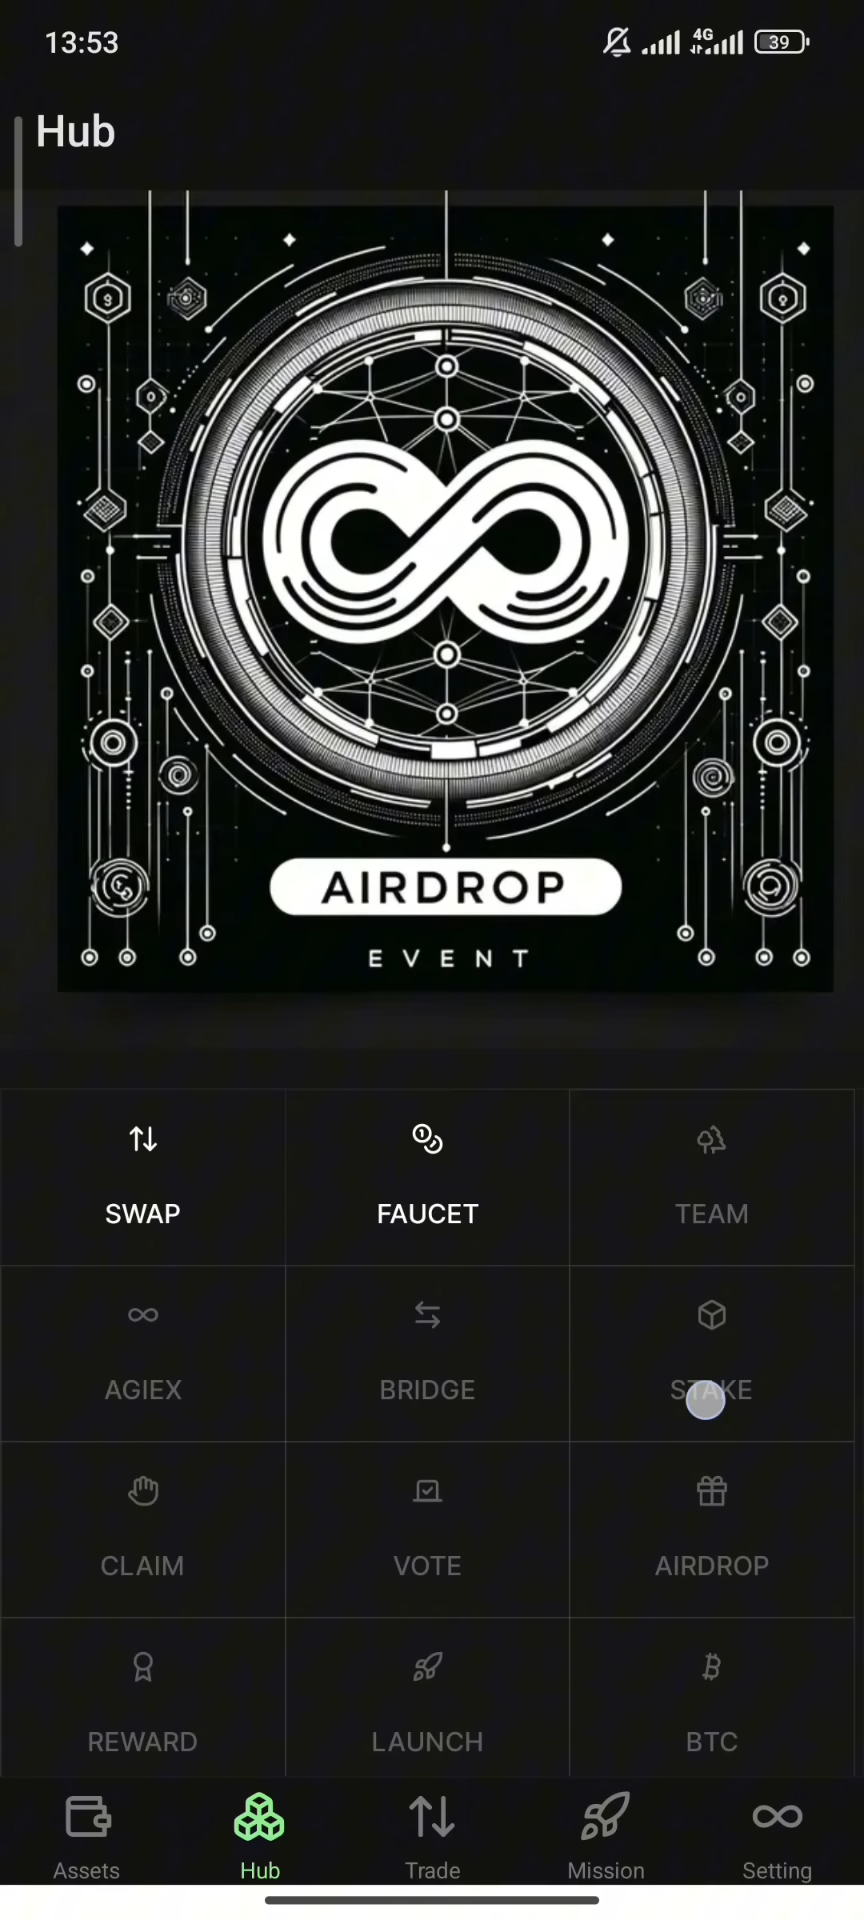 13:53
4G
39
Hub
AIRDROP
EVENT
SWAP
FAUCET
TEAM
AGIEX
BRIDGE
STAKE
CLAIM
VOTE
AIRDROP
REWARD
LAUNCH
BTC
Assets
Hub
Trade
Mission
Setting